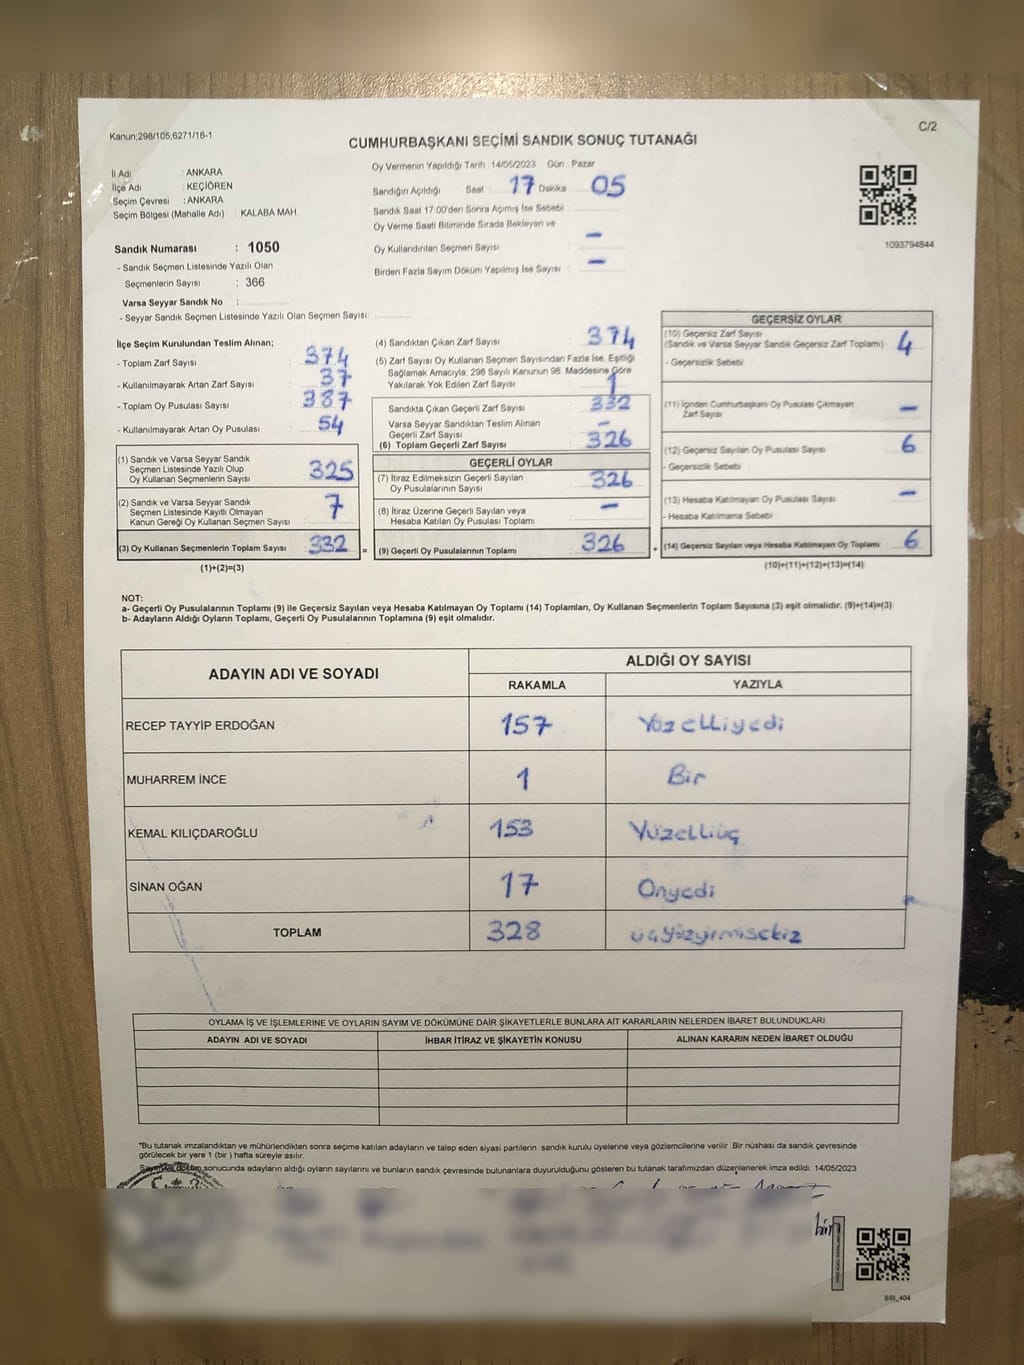 Kanun;298/105,6271/18-1
C/2
CUMHURBAŞKANI SEÇİMİ SANDIK SONUÇ TUTANAĞI
İl Adı : ANKARA
İlçe Adı : KEÇİÖREN
Seçim Çevresi : ANKARA
Seçim Bölgesi (Mahalle Adı) : KALABA MAH.
Oy Vermenin Yapıldığı Tarih : 14/05/2023 Gün : Pazar
Sandığın Açıldığı Saat : 17 Dakika : 05
Sandık Saat 17.00'den Sonra Açımış İse Sebebi :
Oy Verme Saati Bitiminde Sırada Bekleyen ve
Oy Kullandırılan Seçmen Sayısı : –
Birden Fazla Sayım Döküm Yapılmış İse Sayısı : –
1093794844
Sandık Numarası : 1050
- Sandık Seçmen Listesinde Yazılı Olan
Seçmenlerin Sayısı : 366
Varsa Seyyar Sandık No :
- Seyyar Sandık Seçmen Listesinde Yazılı Olan Seçmen Sayısı:
İlçe Seçim Kurulundan Teslim Alınan;
- Toplam Zarf Sayısı : 374
- Kullanılmayarak Artan Zarf Sayısı : 37
- Toplam Oy Pusulası Sayısı : 387
- Kullanılmayarak Artan Oy Pusulası : 54
(1) Sandık ve Varsa Seyyar Sandık
Seçmen Listesinde Yazılı Olup
Oy Kullanan Seçmenlerin Sayısı 325
(2) Sandık ve Varsa Seyyar Sandık
Seçmen Listesinde Kayıtlı Olmayan
Kanun Gereği Oy Kullanan Seçmen Sayısı 7
(3) Oy Kullanan Seçmenlerin Toplam Sayısı 332 =
(1)+(2)=(3)
(4) Sandıktan Çıkan Zarf Sayısı : 374
(5) Zarf Sayısı Oy Kullanan Seçmen Sayısından Fazla İse, Eşitliği
Sağlamak Amacıyla, 298 Sayılı Kanunun 98. Maddesine Göre
Yakılarak Yok Edilen Zarf Sayısı : 1
Sandıkta Çıkan Geçerli Zarf Sayısı : 332
Varsa Seyyar Sandıktan Teslim Alınan
Geçerli Zarf Sayısı : –
(6) Toplam Geçerli Zarf Sayısı : 326
GEÇERLİ OYLAR
(7) İtiraz Edilmeksizin Geçerli Sayılan
Oy Pusulalarının Sayısı : 326
(8) İtiraz Üzerine Geçerli Sayılan veya
Hesaba Katılan Oy Pusulası Toplamı : –
(9) Geçerli Oy Pusulalarının Toplamı : 326 +
GEÇERSİZ OYLAR
(10) Geçersiz Zarf Sayısı
(Sandık ve Varsa Seyyar Sandık Geçersiz Zarf Toplamı) : 4
- Geçersizlik Sebebi :
(11) İçinden Cumhurbaşkanı Oy Pusulası Çıkmayan
Zarf Sayısı : –
(12) Geçersiz Sayılan Oy Pusulası Sayısı : 6
- Geçersizlik Sebebi :
(13) Hesaba Katılmayan Oy Pusulası Sayısı : –
- Hesaba Katılmama Sebebi :
(14) Geçersiz Sayılan veya Hesaba Katılmayan Oy Toplamı : 6
(10)+(11)+(12)+(13)=(14)
NOT:
a- Geçerli Oy Pusulalarının Toplamı (9) ile Geçersiz Sayılan veya Hesaba Katılmayan Oy Toplamı (14) Toplamları, Oy Kullanan Seçmenlerin Toplam Sayısına (3) eşit olmalıdır. (9)+(14)=(3)
b- Adayların Aldığı Oyların Toplamı, Geçerli Oy Pusulalarının Toplamına (9) eşit olmalıdır.
ADAYIN ADI VE SOYADI ALDIĞI OY SAYISI
RAKAMLA YAZIYLA
RECEP TAYYİP ERDOĞAN 157 Yüzelliyedi
MUHARREM İNCE 1 Bir
KEMAL KILIÇDAROĞLU 153 Yüzelliüç
SİNAN OĞAN 17 Onyedi
TOPLAM 328 üçyüzyirmisekiz
OYLAMA İŞ VE İŞLEMLERİNE VE OYLARIN SAYIM VE DÖKÜMÜNE DAİR ŞİKAYETLERLE BUNLARA AİT KARARLARIN NELERDEN İBARET BULUNDUKLARI
ADAYIN ADI VE SOYADI İHBAR İTİRAZ VE ŞİKAYETİN KONUSU ALINAN KARARIN NEDEN İBARET OLDUĞU
"Bu tutanak imzalandıktan ve mühürlendikten sonra seçime katılan adayların ve talep eden siyasi partilerin sandık kurulu üyelerine veya gözlemcilerine verilir. Bir nüshası da sandık çevresinde
görülecek bir yere 1 (bir) hafta süreyle asılır.
sonucunda adayların aldığı oyların sayılarını ve bunların sandık çevresinde bulunanlara duyurulduğunu gösteren bu tutanak tarafımızdan düzenlenerek imza edildi. 14/05/2023
SSI_404